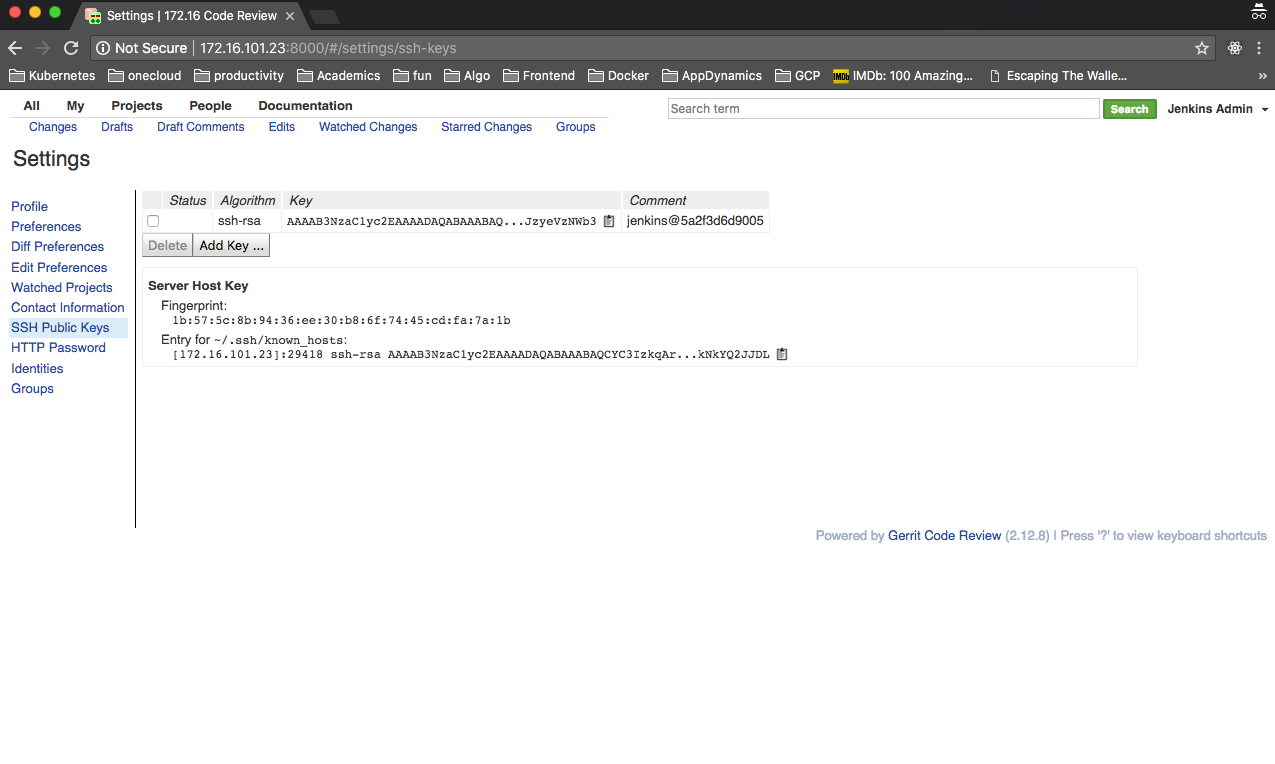 Settings | 172.16 Code Review
Not Secure | 172.16.101.23:8000/#/settings/ssh-keys
Kubernetes onecloud productivity Academics fun Algo Frontend Docker AppDynamics GCP IMDb IMDb: 100 Amazing... Escaping The Walle... »
All My Projects People Documentation
Search term Search Jenkins Admin
Changes Drafts Draft Comments Edits Watched Changes Starred Changes Groups
Settings
Profile
Preferences
Diff Preferences
Edit Preferences
Watched Projects
Contact Information
SSH Public Keys
HTTP Password
Identities
Groups
Status Algorithm Key Comment
ssh-rsa AAAAB3NzaC1yc2EAAAADAQABAAABAQ...JzyeVzNWb3 jenkins@5a2f3d6d9005
Delete Add Key ...
Server Host Key
Fingerprint:
1b:57:5c:8b:94:36:ee:30:b8:6f:74:45:cd:fa:7a:1b
Entry for ~/.ssh/known_hosts:
[172.16.101.23]:29418 ssh-rsa AAAAB3NzaC1yc2EAAAADAQABAAABAQCYC3IzkqAr...kNkYQ2JJDL
Powered by Gerrit Code Review (2.12.8) | Press '?' to view keyboard shortcuts